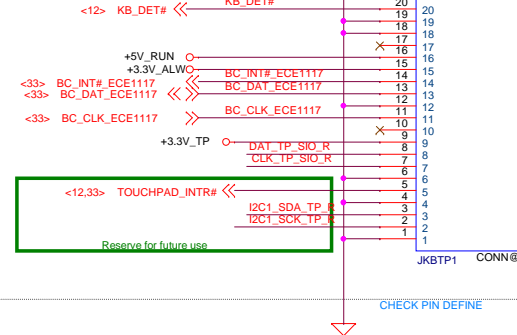 KB_DET#
20
20
<12> KB_DET#
19
19
18
18
17
17
+5V_RUN
16
16
+3.3V_ALW
15
15
<33> BC_INT#_ECE1117
BC_INT#_ECE1117
14
14
<33> BC_DAT_ECE1117
BC_DAT_ECE1117
13
13
12
12
<33> BC_CLK_ECE1117
BC_CLK_ECE1117
11
11
10
10
+3.3V_TP
9
9
DAT_TP_SIO_R
8
8
CLK_TP_SIO_R
7
7
6
6
<12,33> TOUCHPAD_INTR#
5
5
4
4
I2C1_SDA_TP_R
3
3
I2C1_SCK_TP_R
2
2
1
1
Reserve for future use
JKBTP1
CONN@
CHECK PIN DEFINE